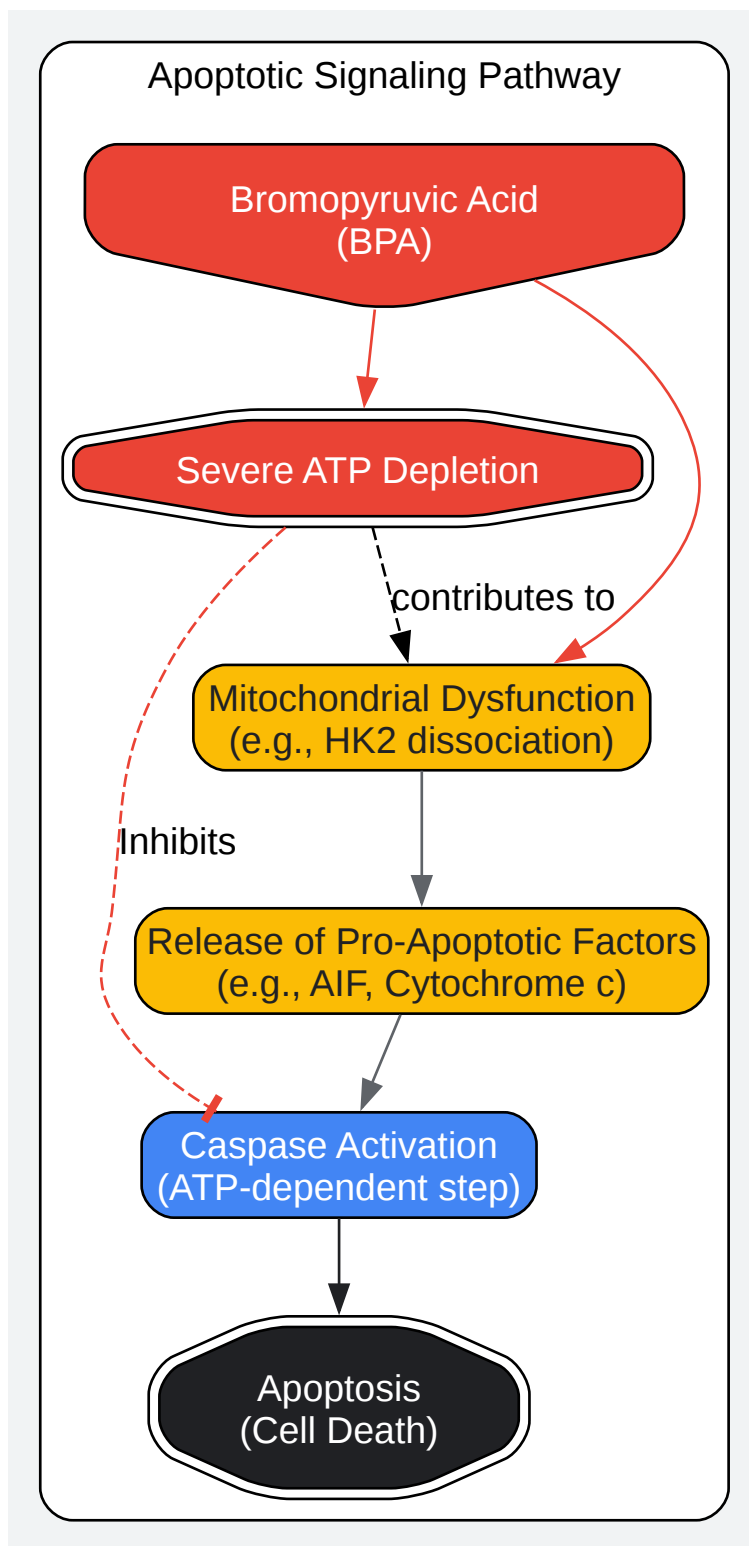 Apoptotic Signaling Pathway
Bromopyruvic Acid
(BPA)
Severe ATP Depletion
contributes to
Mitochondrial Dysfunction
(e.g., HK2 dissociation)
Inhibits
Release of Pro-Apoptotic Factors
(e.g., AIF, Cytochrome c)
Caspase Activation
(ATP-dependent step)
Apoptosis
(Cell Death)